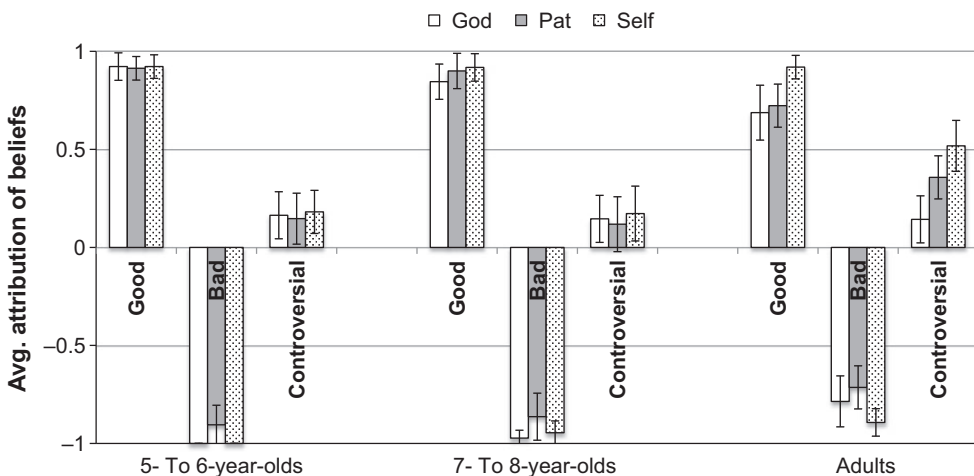 God Pat Self
Avg. attribution of beliefs
1
0.5
0
–0.5
–1
Good
Bad
Controversial
Good
Bad
Controversial
Good
Bad
Controversial
5- To 6-year-olds
7- To 8-year-olds
Adults